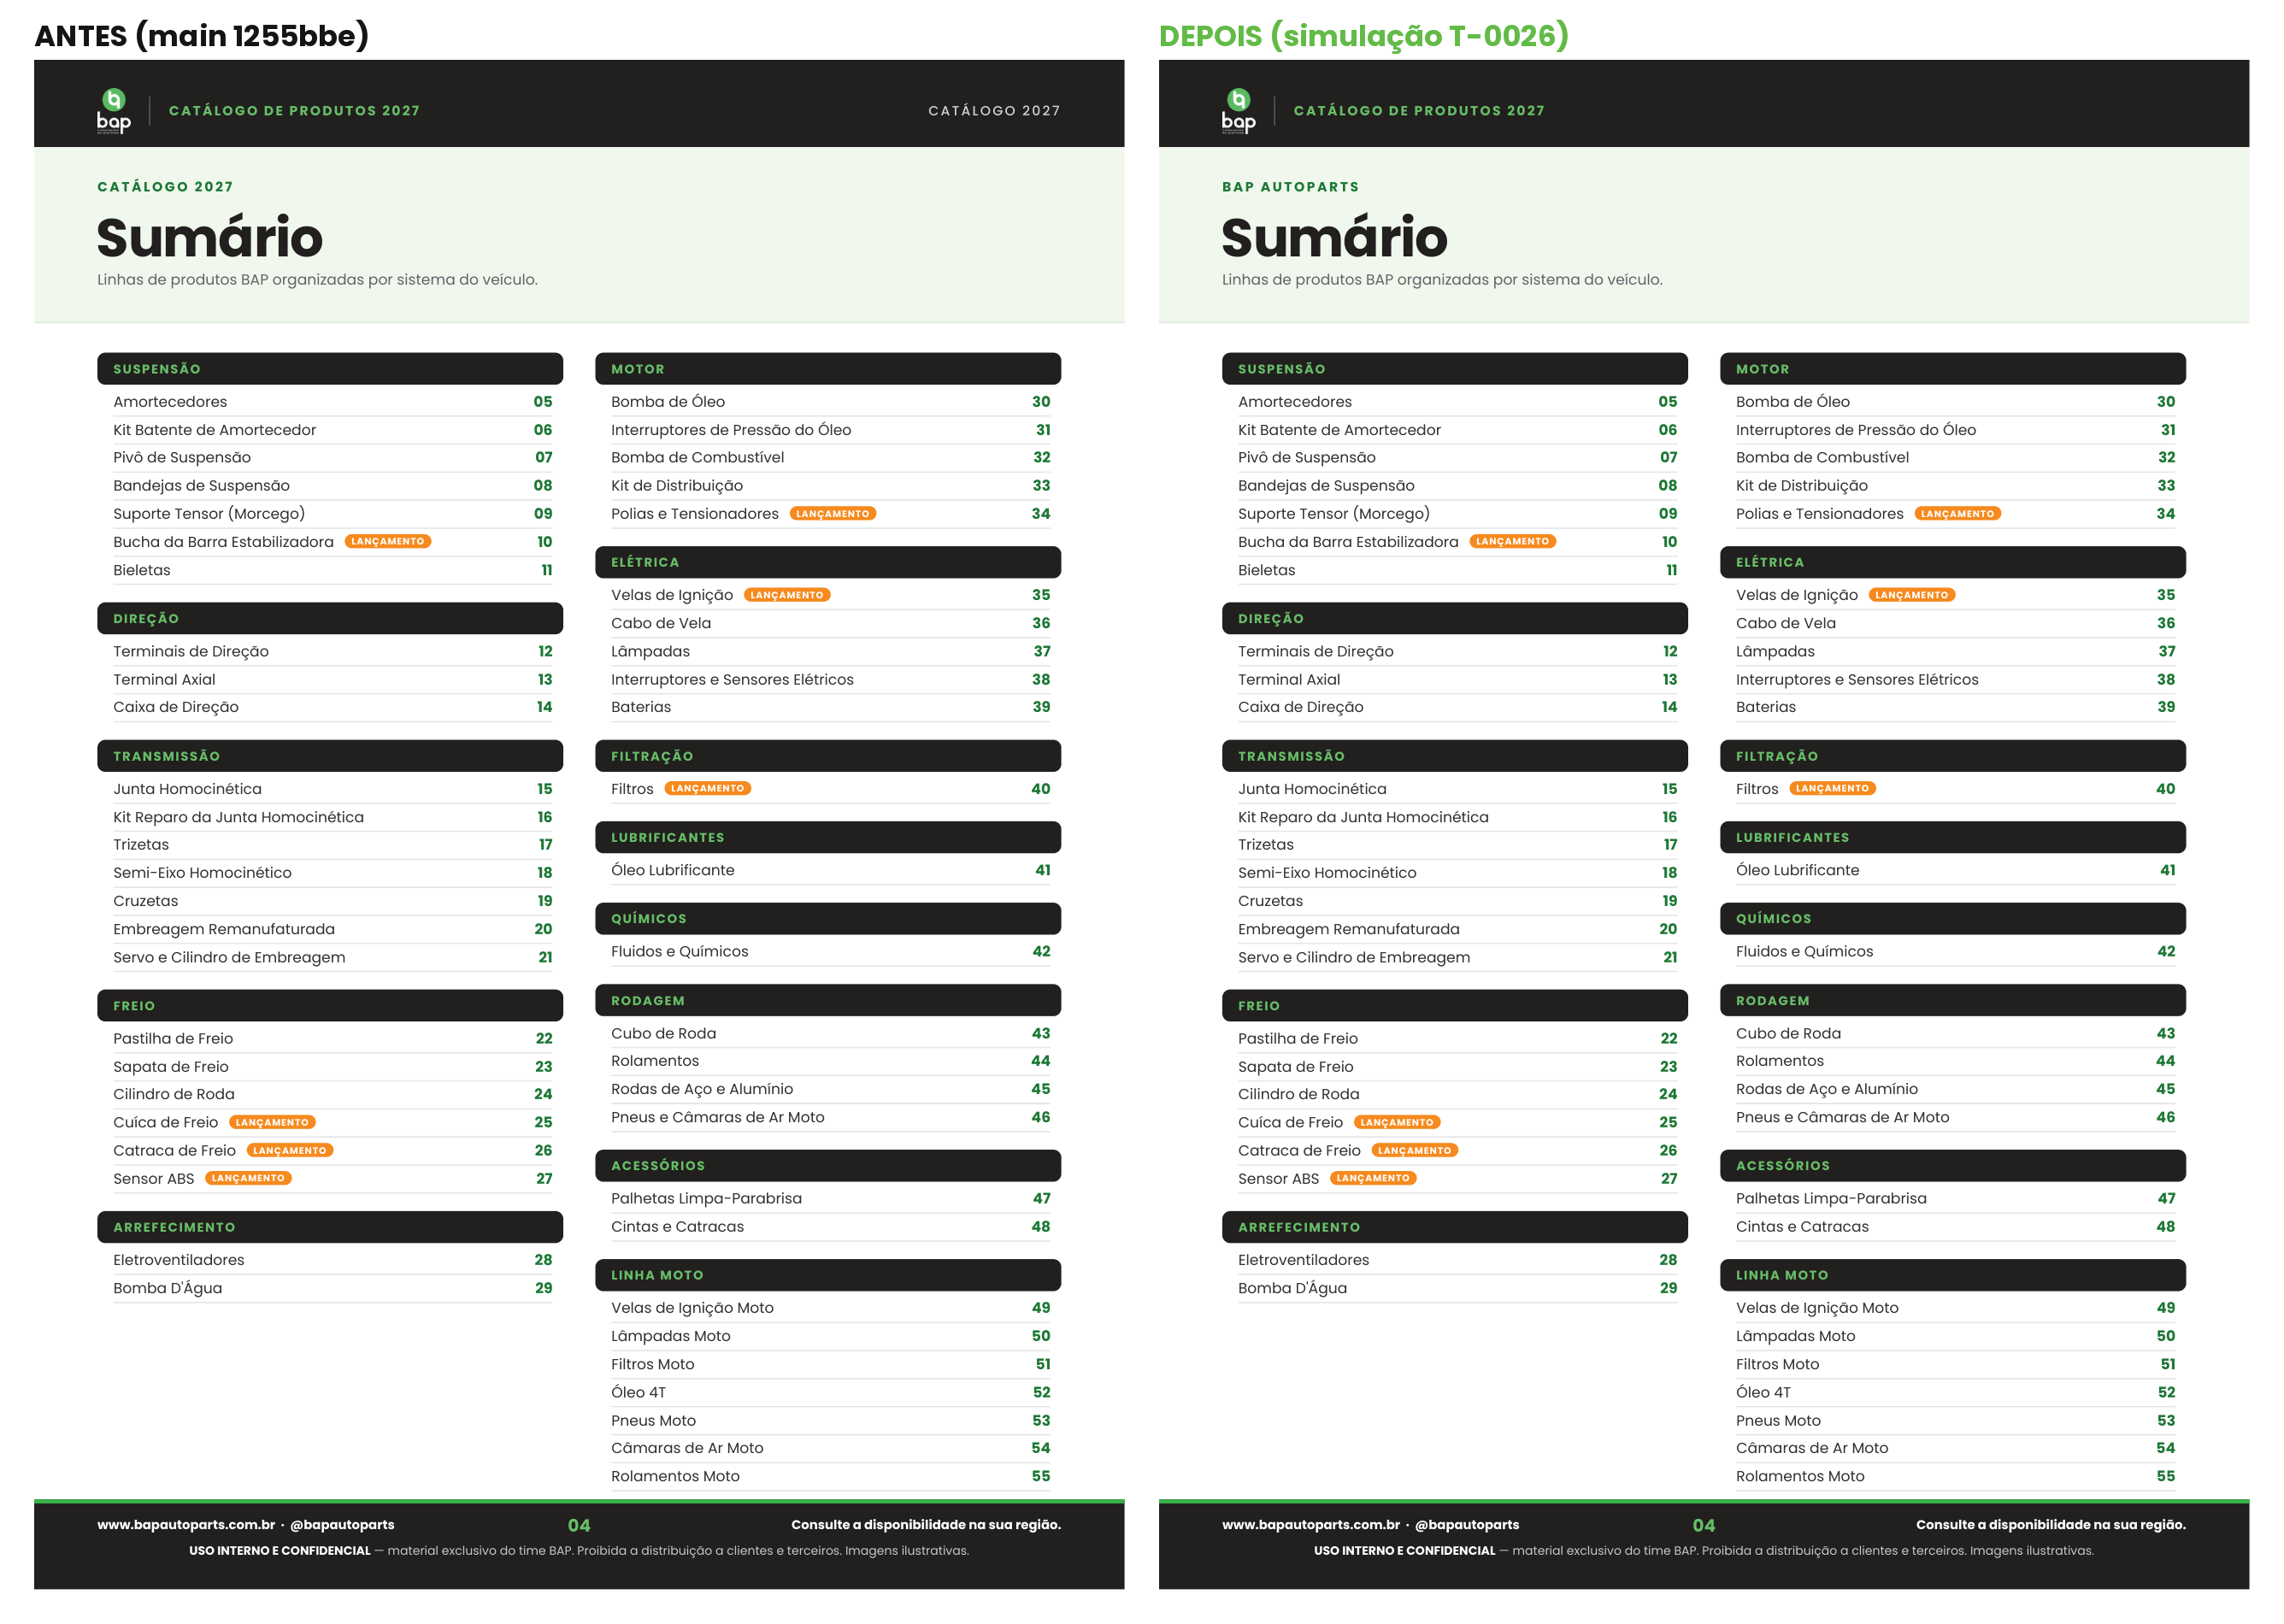 ANTES (main 1255bbe)
bap
CATÁLOGO DE PRODUTOS 2027
CATÁLOGO 2027
CATÁLOGO 2027
Sumário
Linhas de produtos BAP organizadas por sistema do veículo.
SUSPENSÃO
Amortecedores 05
Kit Batente de Amortecedor 06
Pivô de Suspensão 07
Bandejas de Suspensão 08
Suporte Tensor (Morcego) 09
Bucha da Barra Estabilizadora LANÇAMENTO 10
Bieletas 11
DIREÇÃO
Terminais de Direção 12
Terminal Axial 13
Caixa de Direção 14
TRANSMISSÃO
Junta Homocinética 15
Kit Reparo da Junta Homocinética 16
Trizetas 17
Semi-Eixo Homocinético 18
Cruzetas 19
Embreagem Remanufaturada 20
Servo e Cilindro de Embreagem 21
FREIO
Pastilha de Freio 22
Sapata de Freio 23
Cilindro de Roda 24
Cuíca de Freio LANÇAMENTO 25
Catraca de Freio LANÇAMENTO 26
Sensor ABS LANÇAMENTO 27
ARREFECIMENTO
Eletroventiladores 28
Bomba D'Água 29
MOTOR
Bomba de Óleo 30
Interruptores de Pressão do Óleo 31
Bomba de Combustível 32
Kit de Distribuição 33
Polias e Tensionadores LANÇAMENTO 34
ELÉTRICA
Velas de Ignição LANÇAMENTO 35
Cabo de Vela 36
Lâmpadas 37
Interruptores e Sensores Elétricos 38
Baterias 39
FILTRAÇÃO
Filtros LANÇAMENTO 40
LUBRIFICANTES
Óleo Lubrificante 41
QUÍMICOS
Fluidos e Químicos 42
RODAGEM
Cubo de Roda 43
Rolamentos 44
Rodas de Aço e Alumínio 45
Pneus e Câmaras de Ar Moto 46
ACESSÓRIOS
Palhetas Limpa-Parabrisa 47
Cintas e Catracas 48
LINHA MOTO
Velas de Ignição Moto 49
Lâmpadas Moto 50
Filtros Moto 51
Óleo 4T 52
Pneus Moto 53
Câmaras de Ar Moto 54
Rolamentos Moto 55
www.bapautoparts.com.br · @bapautoparts 04 Consulte a disponibilidade na sua região.
USO INTERNO E CONFIDENCIAL — material exclusivo do time BAP. Proibida a distribuição a clientes e terceiros. Imagens ilustrativas.
DEPOIS (simulação T-0026)
bap
CATÁLOGO DE PRODUTOS 2027
BAP AUTOPARTS
Sumário
Linhas de produtos BAP organizadas por sistema do veículo.
SUSPENSÃO
Amortecedores 05
Kit Batente de Amortecedor 06
Pivô de Suspensão 07
Bandejas de Suspensão 08
Suporte Tensor (Morcego) 09
Bucha da Barra Estabilizadora LANÇAMENTO 10
Bieletas 11
DIREÇÃO
Terminais de Direção 12
Terminal Axial 13
Caixa de Direção 14
TRANSMISSÃO
Junta Homocinética 15
Kit Reparo da Junta Homocinética 16
Trizetas 17
Semi-Eixo Homocinético 18
Cruzetas 19
Embreagem Remanufaturada 20
Servo e Cilindro de Embreagem 21
FREIO
Pastilha de Freio 22
Sapata de Freio 23
Cilindro de Roda 24
Cuíca de Freio LANÇAMENTO 25
Catraca de Freio LANÇAMENTO 26
Sensor ABS LANÇAMENTO 27
ARREFECIMENTO
Eletroventiladores 28
Bomba D'Água 29
MOTOR
Bomba de Óleo 30
Interruptores de Pressão do Óleo 31
Bomba de Combustível 32
Kit de Distribuição 33
Polias e Tensionadores LANÇAMENTO 34
ELÉTRICA
Velas de Ignição LANÇAMENTO 35
Cabo de Vela 36
Lâmpadas 37
Interruptores e Sensores Elétricos 38
Baterias 39
FILTRAÇÃO
Filtros LANÇAMENTO 40
LUBRIFICANTES
Óleo Lubrificante 41
QUÍMICOS
Fluidos e Químicos 42
RODAGEM
Cubo de Roda 43
Rolamentos 44
Rodas de Aço e Alumínio 45
Pneus e Câmaras de Ar Moto 46
ACESSÓRIOS
Palhetas Limpa-Parabrisa 47
Cintas e Catracas 48
LINHA MOTO
Velas de Ignição Moto 49
Lâmpadas Moto 50
Filtros Moto 51
Óleo 4T 52
Pneus Moto 53
Câmaras de Ar Moto 54
Rolamentos Moto 55
www.bapautoparts.com.br · @bapautoparts 04 Consulte a disponibilidade na sua região.
USO INTERNO E CONFIDENCIAL — material exclusivo do time BAP. Proibida a distribuição a clientes e terceiros. Imagens ilustrativas.